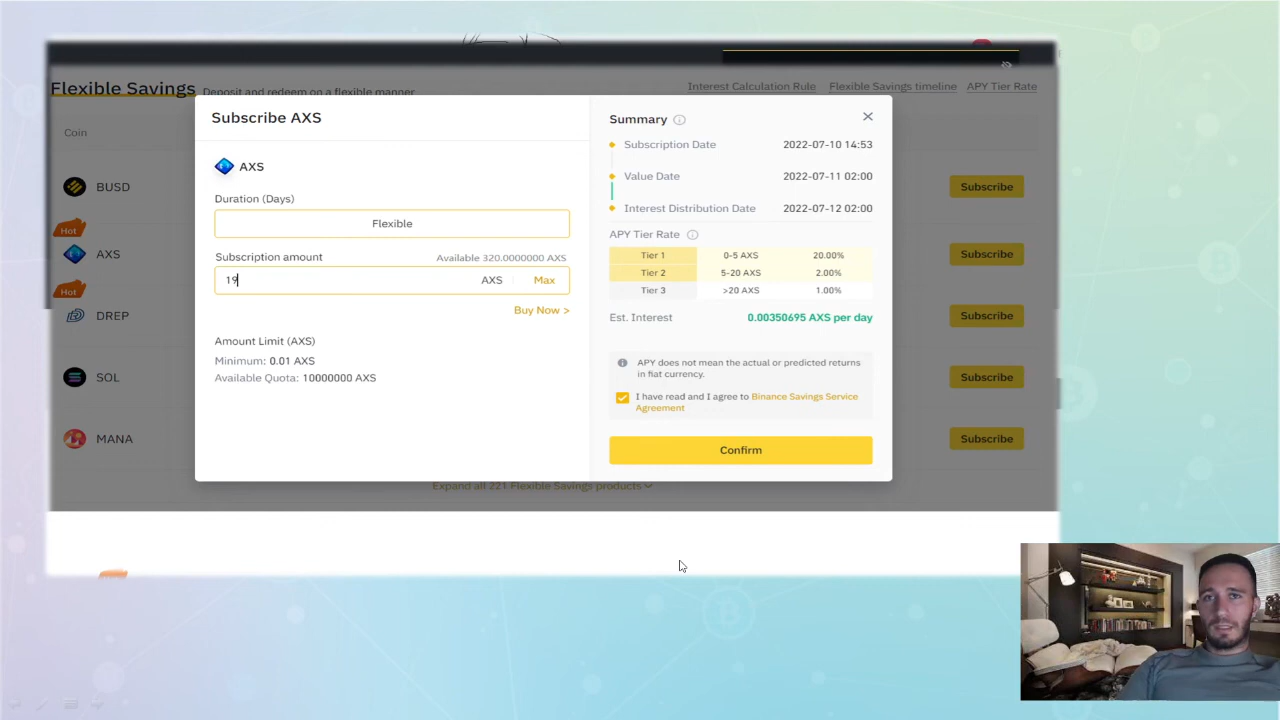 Flexible Savings Deposit and redeem on a flexible manner
Interest Calculation Rule Flexible Savings timeline APY Tier Rate
Coin
BUSD Subscribe
Hot
AXS Subscribe
Hot
DREP Subscribe
SOL Subscribe
MANA Subscribe
Expand all 221 Flexible Savings products
Subscribe AXS
AXS
Duration (Days)
Flexible
Subscription amount Available 320.0000000 AXS
19 AXS Max
Buy Now >
Amount Limit (AXS)
Minimum: 0.01 AXS
Available Quota: 10000000 AXS
Summary
Subscription Date 2022-07-10 14:53
Value Date 2022-07-11 02:00
Interest Distribution Date 2022-07-12 02:00
APY Tier Rate
Tier 1 0-5 AXS 20.00%
Tier 2 5-20 AXS 2.00%
Tier 3 >20 AXS 1.00%
Est. Interest 0.00350695 AXS per day
APY does not mean the actual or predicted returns
in fiat currency.
I have read and I agree to Binance Savings Service
Agreement
Confirm